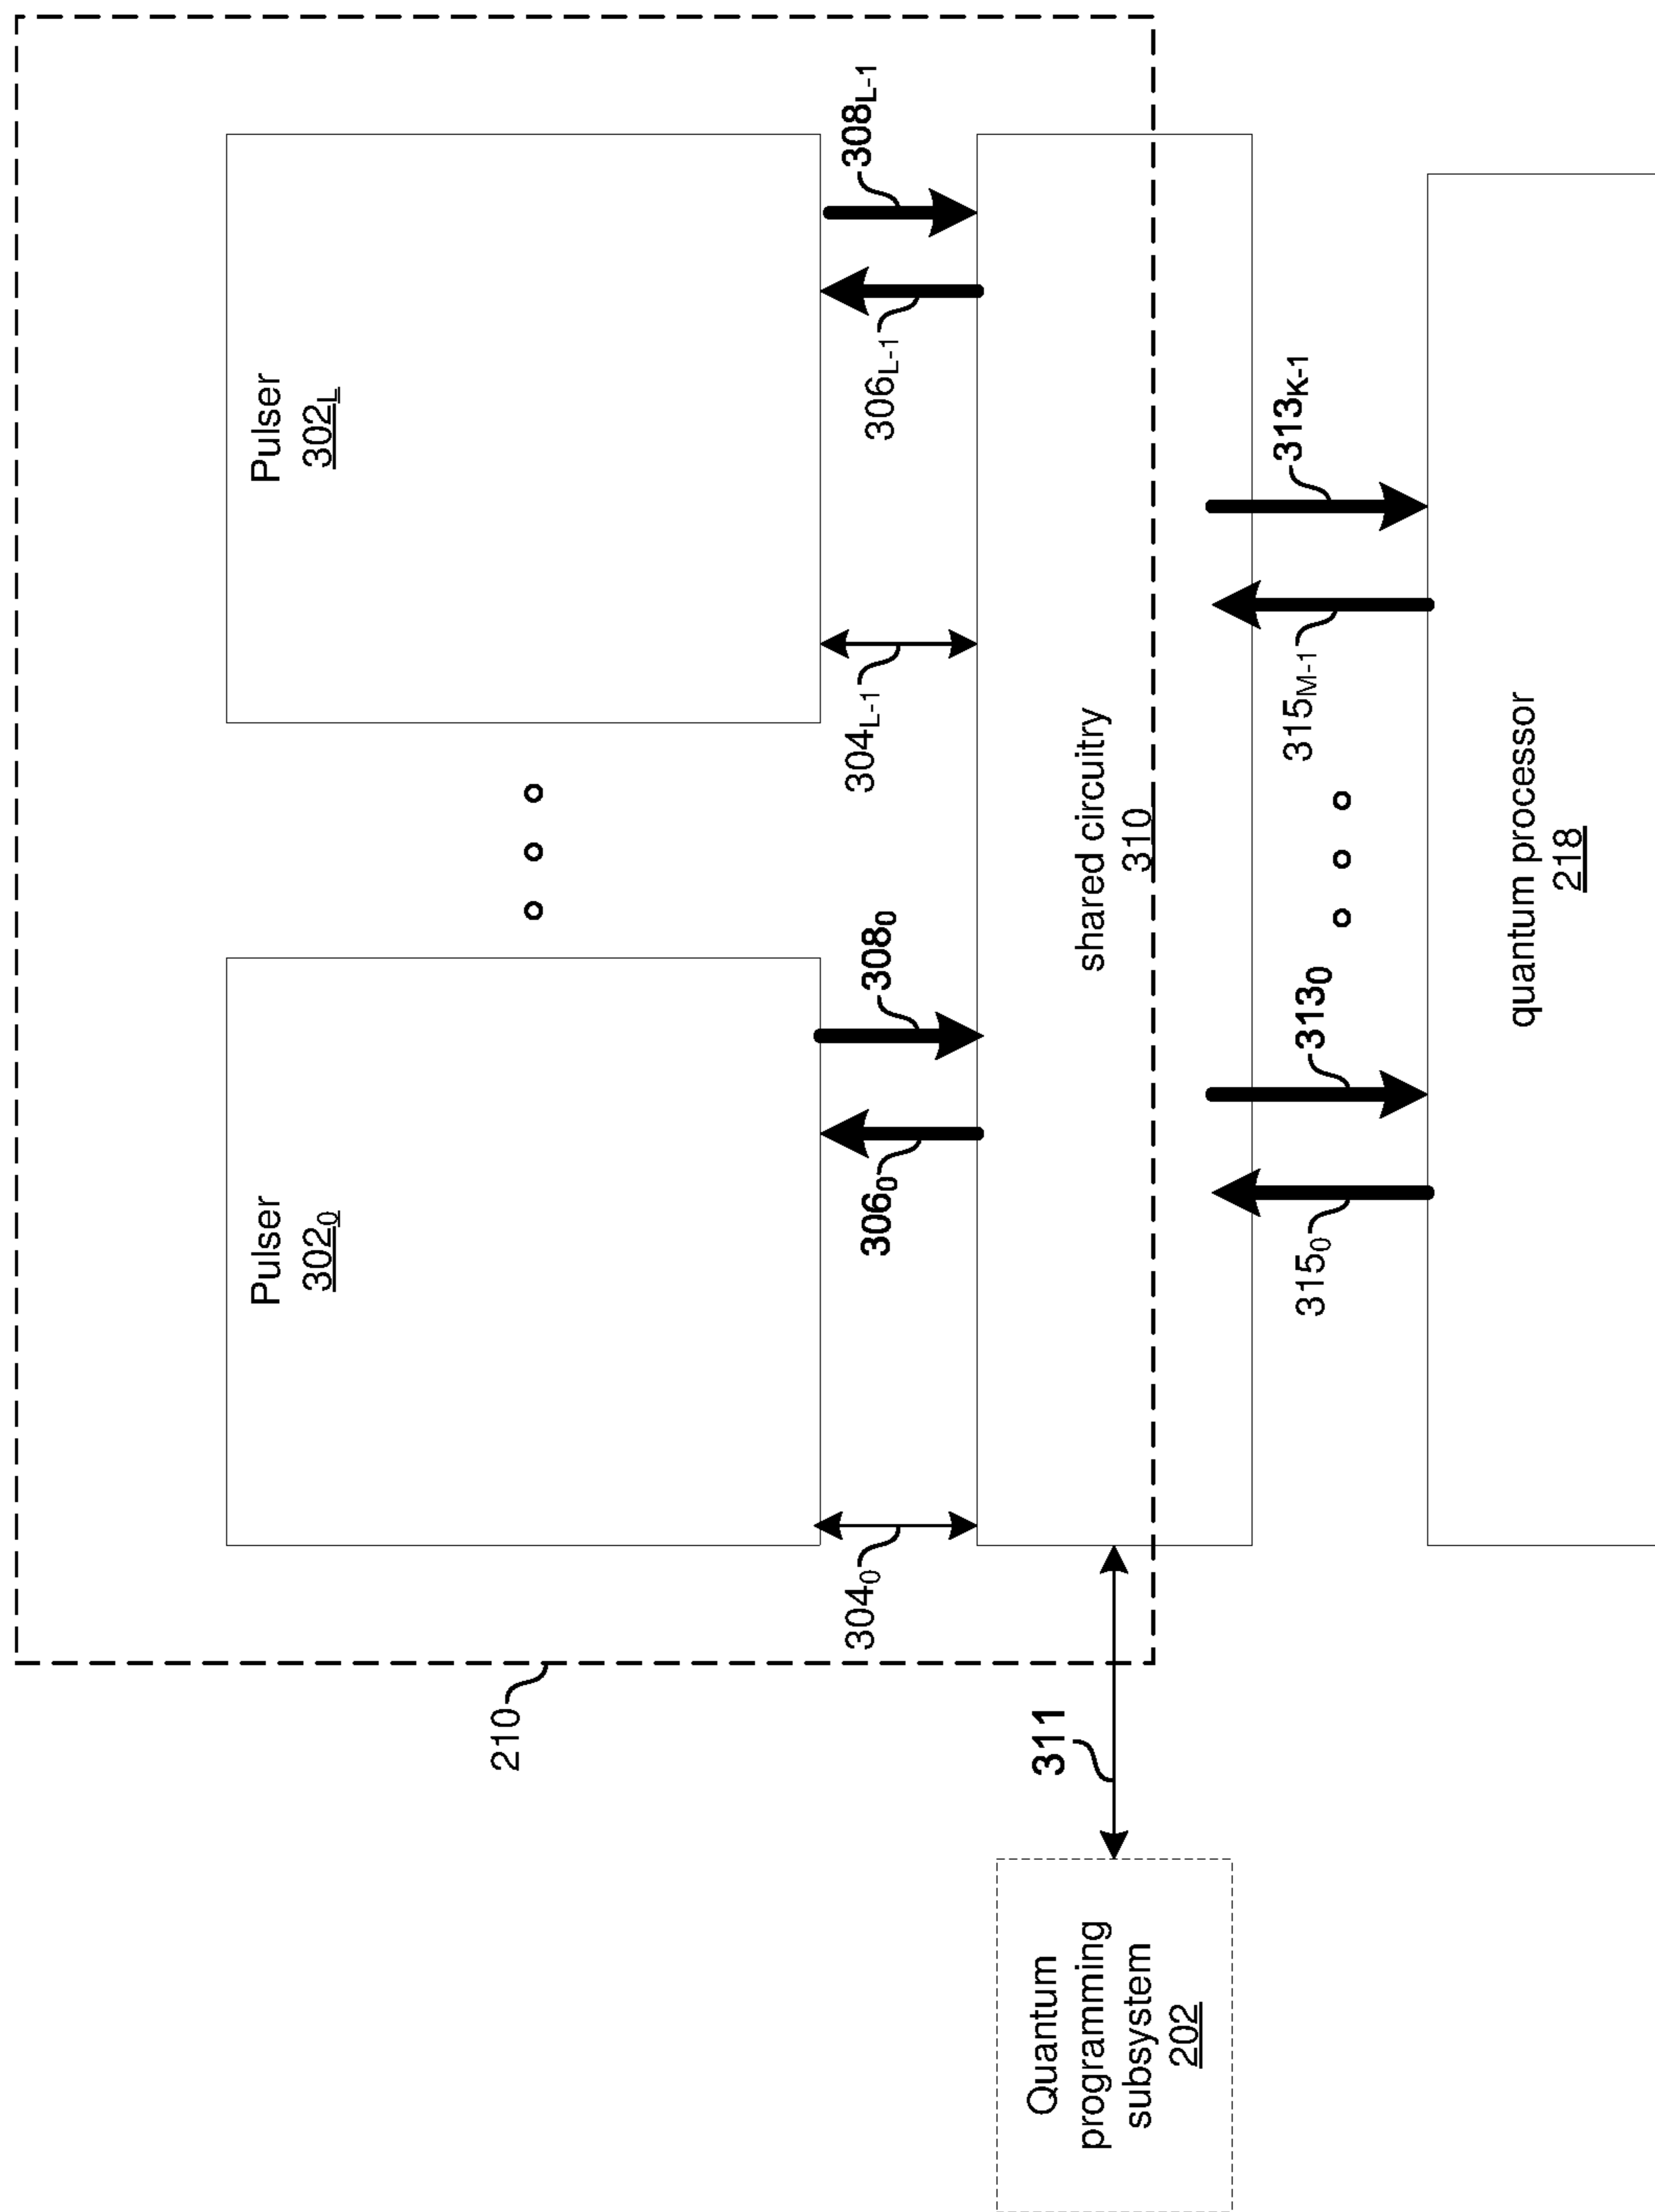 Pulser
302₀
Pulser
302L
304₀
306₀
308₀
304L-1
306L-1
308L-1
210
311
shared circuitry
310
315₀
313₀
315M-1
313K-1
Quantum
programming
subsystem
202
quantum processor
218